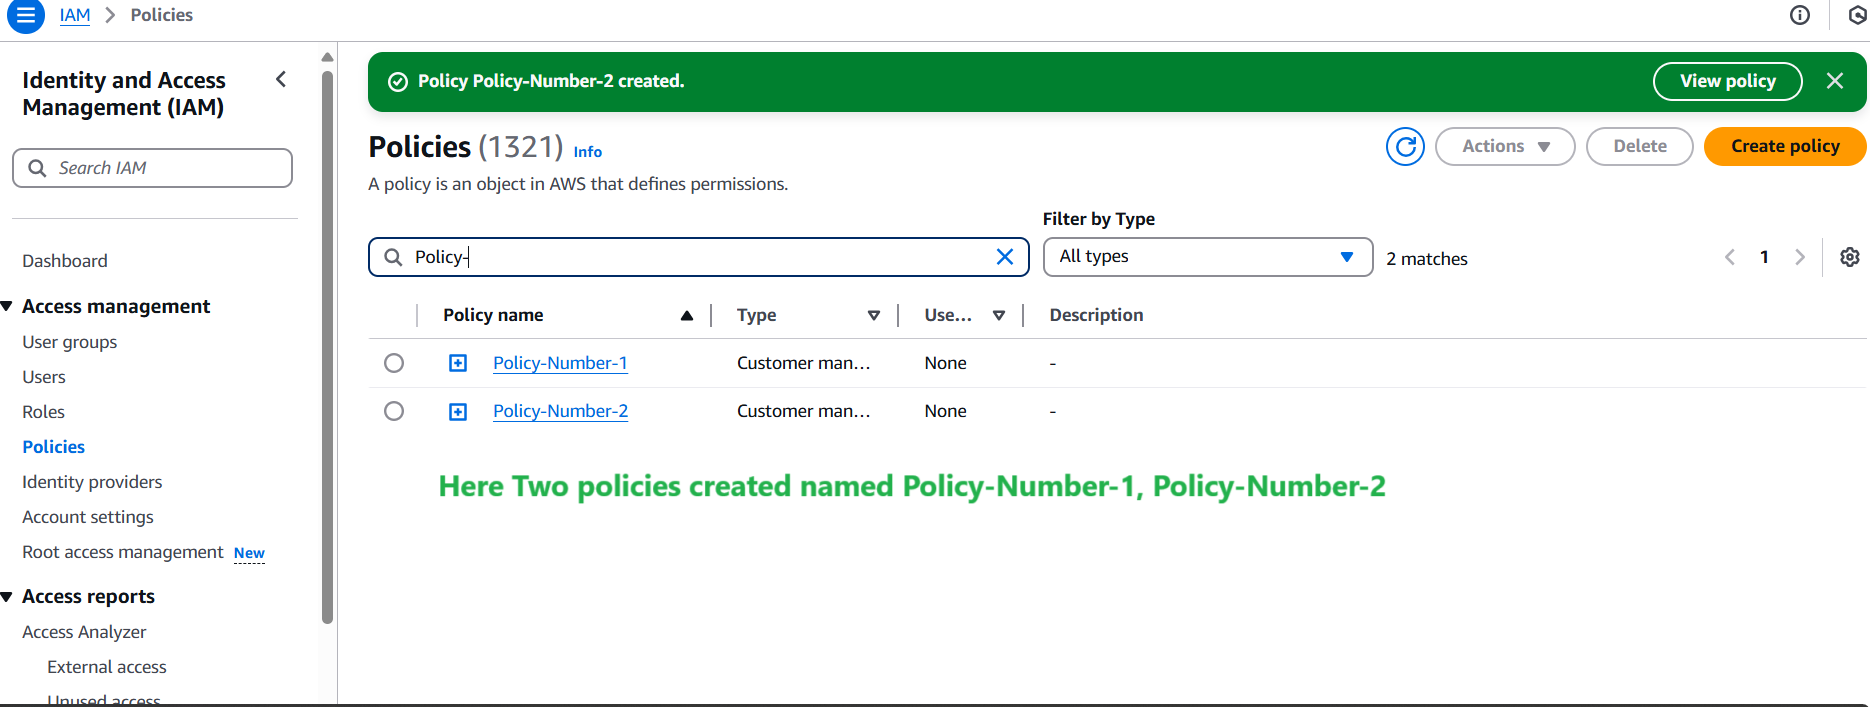 IAM > Policies
Identity and Access
Management (IAM)
Search IAM
Dashboard
Access management
User groups
Users
Roles
Policies
Identity providers
Account settings
Root access management New
Access reports
Access Analyzer
External access
Unused access
Policy Policy-Number-2 created.
View policy
Policies (1321) Info
Actions
Delete
Create policy
A policy is an object in AWS that defines permissions.
Filter by Type
Policy-
All types
2 matches
1
Policy name Type Use... Description
Policy-Number-1 Customer man... None -
Policy-Number-2 Customer man... None -
Here Two policies created named Policy-Number-1, Policy-Number-2